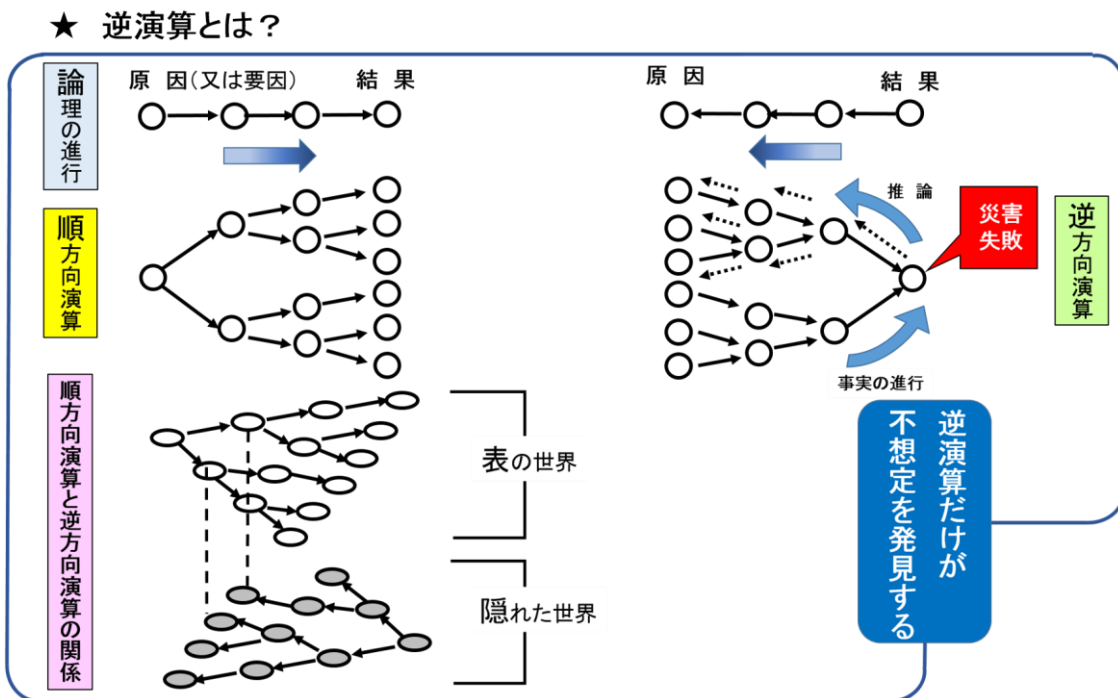 ★ 逆演算とは？
論理の進行
原 因(又は要因)
結 果
原 因
結 果
順方向演算
推 論
災害
失敗
逆方向演算
事実の進行
順方向演算と逆方向演算の関係
表の世界
隠れた世界
逆演算だけが
不想定を発見する